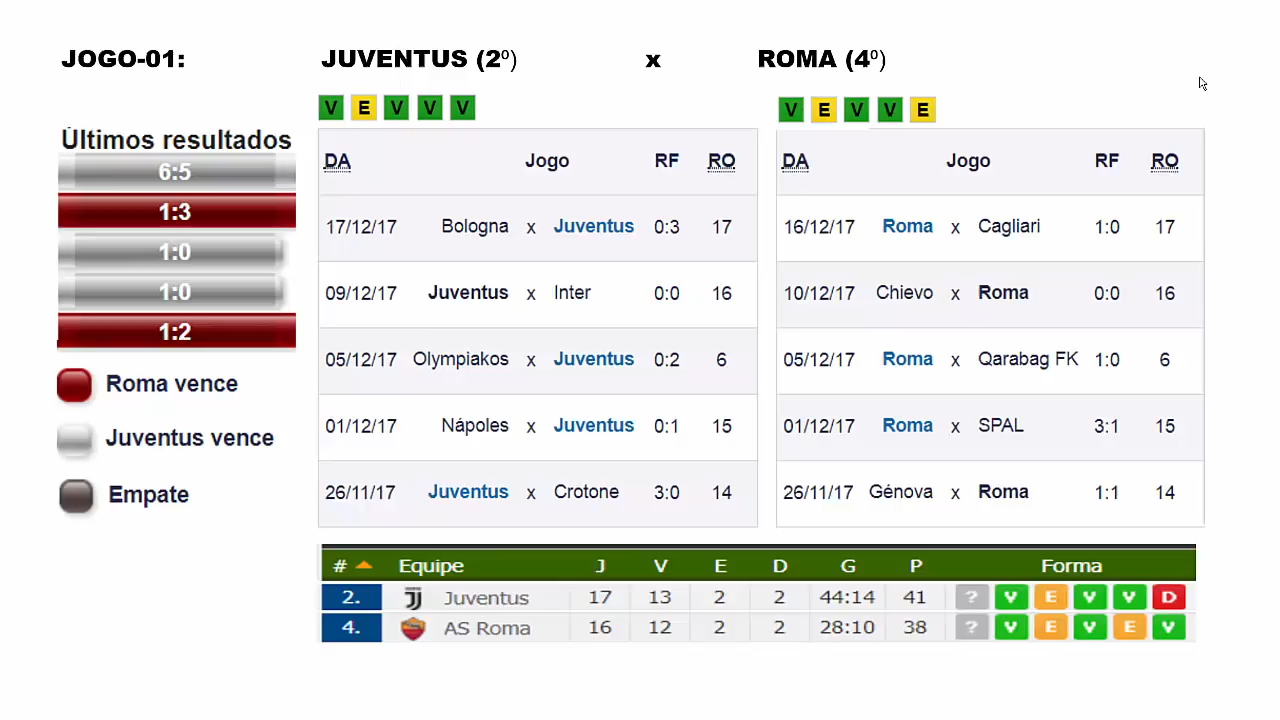 JOGO-01: JUVENTUS (2º) x ROMA (4º)
V E V V V
V E V V E
Últimos resultados
6:5
1:3
1:0
1:0
1:2
Roma vence
Juventus vence
Empate
DA Jogo RF RO
17/12/17 Bologna x Juventus 0:3 17
09/12/17 Juventus x Inter 0:0 16
05/12/17 Olympiakos x Juventus 0:2 6
01/12/17 Nápoles x Juventus 0:1 15
26/11/17 Juventus x Crotone 3:0 14
DA Jogo RF RO
16/12/17 Roma x Cagliari 1:0 17
10/12/17 Chievo x Roma 0:0 16
05/12/17 Roma x Qarabag FK 1:0 6
01/12/17 Roma x SPAL 3:1 15
26/11/17 Génova x Roma 1:1 14
# Equipe J V E D G P Forma
2. Juventus 17 13 2 2 44:14 41 ? V E V V D
4. AS Roma 16 12 2 2 28:10 38 ? V E V E V